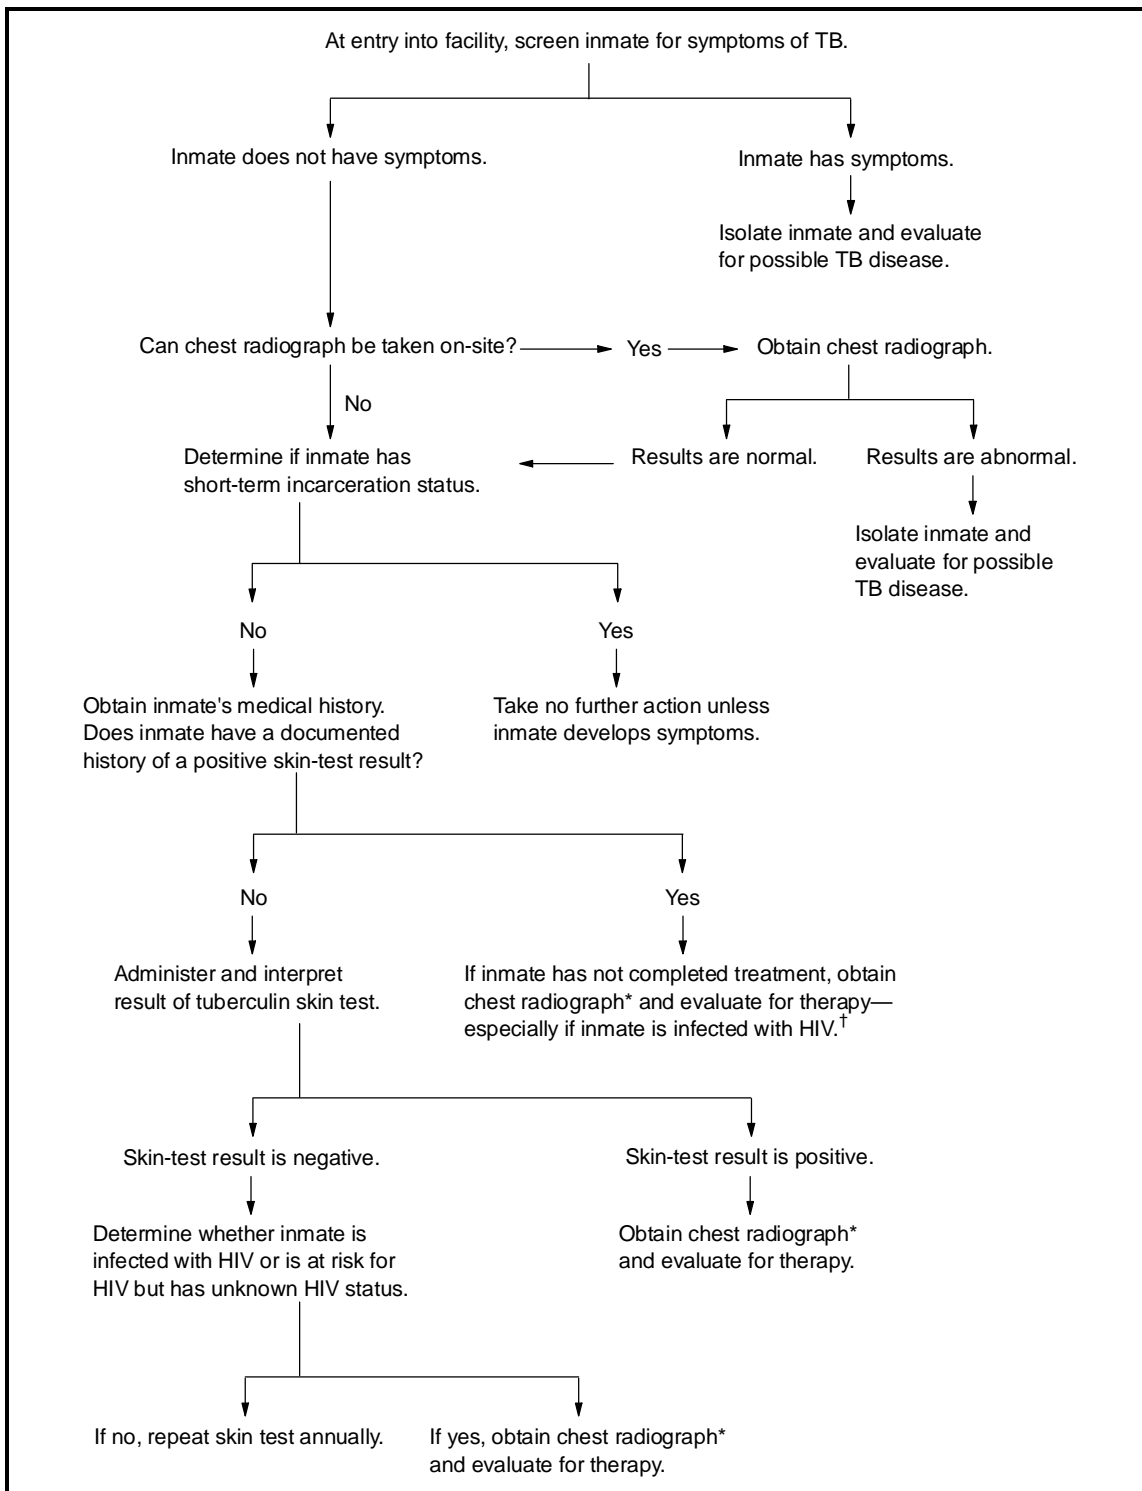 At entry into facility, screen inmate for symptoms of TB.
Inmate does not have symptoms.
Inmate has symptoms.
Isolate inmate and evaluate
for possible TB disease.
Can chest radiograph be taken on-site?
Yes
Obtain chest radiograph.
No
Determine if inmate has
short-term incarceration status.
Results are normal.
Results are abnormal.
Isolate inmate and
evaluate for possible
TB disease.
No
Yes
Obtain inmate's medical history.
Does inmate have a documented
history of a positive skin-test result?
Take no further action unless
inmate develops symptoms.
No
Yes
Administer and interpret
result of tuberculin skin test.
If inmate has not completed treatment, obtain
chest radiograph* and evaluate for therapy—
especially if inmate is infected with HIV.†
Skin-test result is negative.
Skin-test result is positive.
Determine whether inmate is
infected with HIV or is at risk for
HIV but has unknown HIV status.
Obtain chest radiograph*
and evaluate for therapy.
If no, repeat skin test annually.
If yes, obtain chest radiograph*
and evaluate for therapy.